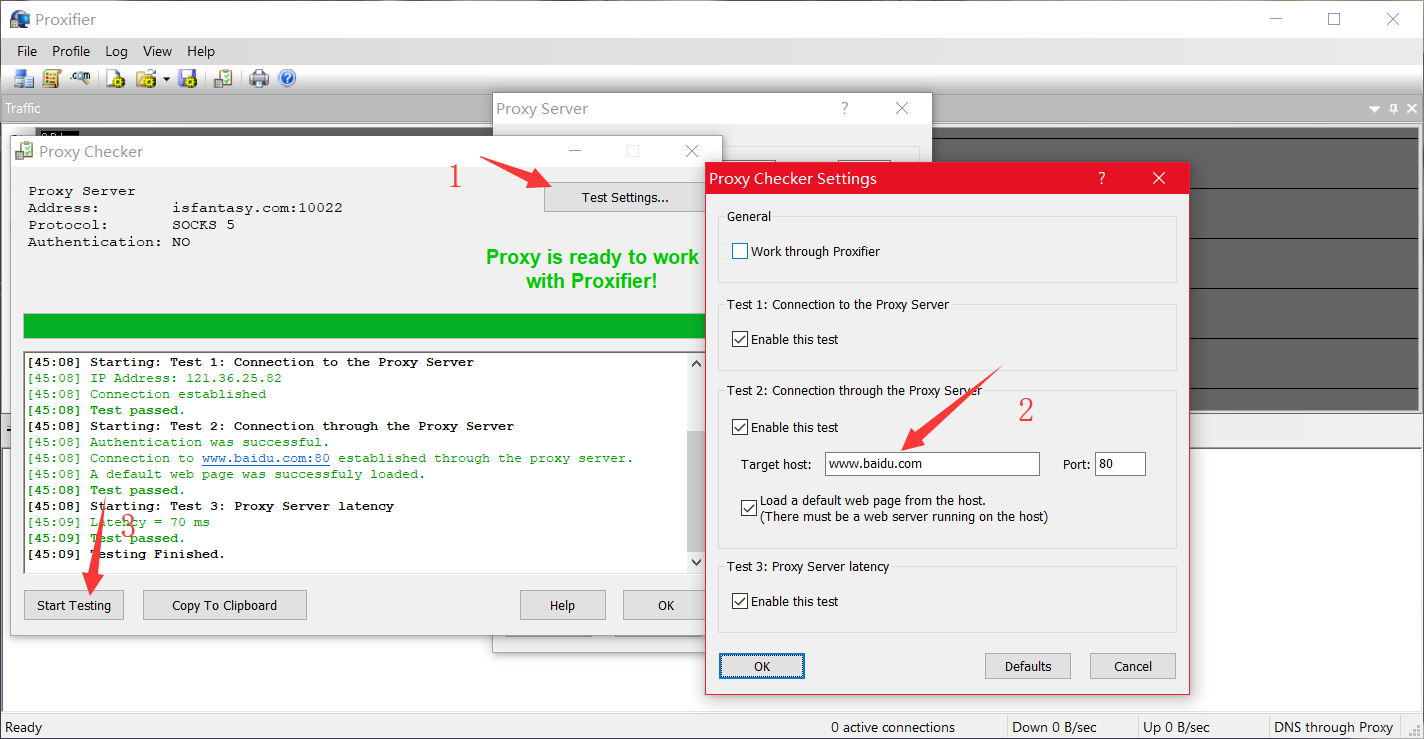 Proxifier
File Profile Log View Help
.com
Traffic
Proxy Server ?
Proxy Checker
Proxy Server
Address: isfantasy.com:10022
Protocol: SOCKS 5
Authentication: NO
1
Test Settings...
Proxy is ready to work
with Proxifier!
[45:08] Starting: Test 1: Connection to the Proxy Server
[45:08] IP Address: 121.36.25.82
[45:08] Connection established
[45:08] Test passed.
[45:08] Starting: Test 2: Connection through the Proxy Server
[45:08] Authentication was successful.
[45:08] Connection to www.baidu.com:80 established through the proxy server.
[45:08] A default web page was successfuly loaded.
[45:08] Test passed.
[45:08] Starting: Test 3: Proxy Server latency
[45:09] Latency = 70 ms
[45:09] Test passed.
[45:09] Testing Finished.
3
Start Testing
Copy To Clipboard
Help
OK
Proxy Checker Settings ?
General
Work through Proxifier
Test 1: Connection to the Proxy Server
Enable this test
Test 2: Connection through the Proxy Server
2
Enable this test
Target host: www.baidu.com Port: 80
Load a default web page from the host.
(There must be a web server running on the host)
Test 3: Proxy Server latency
Enable this test
OK
Defaults
Cancel
Ready
0 active connections
Down 0 B/sec
Up 0 B/sec
DNS through Proxy